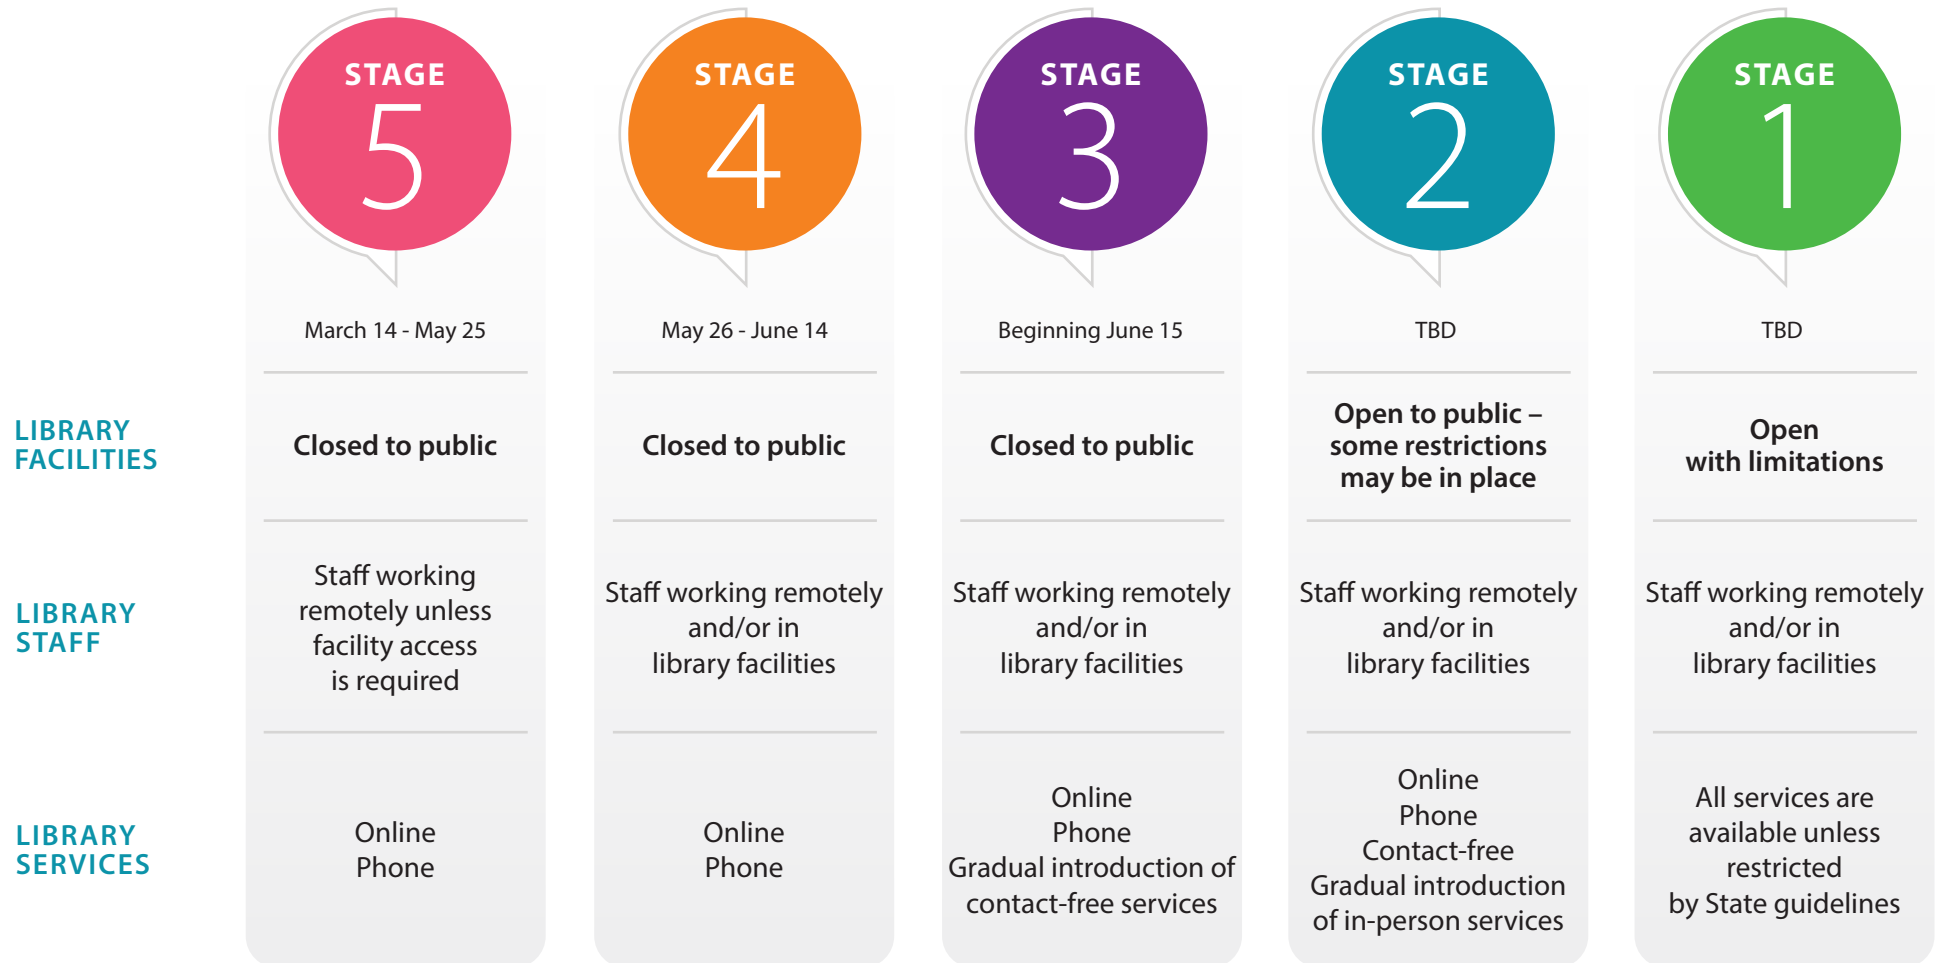 STAGE
5
STAGE
4
STAGE
3
STAGE
2
STAGE
1
March 14 - May 25
May 26 - June 14
Beginning June 15
TBD
TBD
LIBRARY
FACILITIES
Closed to public
Closed to public
Closed to public
Open to public –
some restrictions
may be in place
Open
with limitations
LIBRARY
STAFF
Staff working
remotely unless
facility access
is required
Staff working remotely
and/or in
library facilities
Staff working remotely
and/or in
library facilities
Staff working remotely
and/or in
library facilities
Staff working remotely
and/or in
library facilities
LIBRARY
SERVICES
Online
Phone
Online
Phone
Online
Phone
Gradual introduction of
contact-free services
Online
Phone
Contact-free
Gradual introduction
of in-person services
All services are
available unless
restricted
by State guidelines